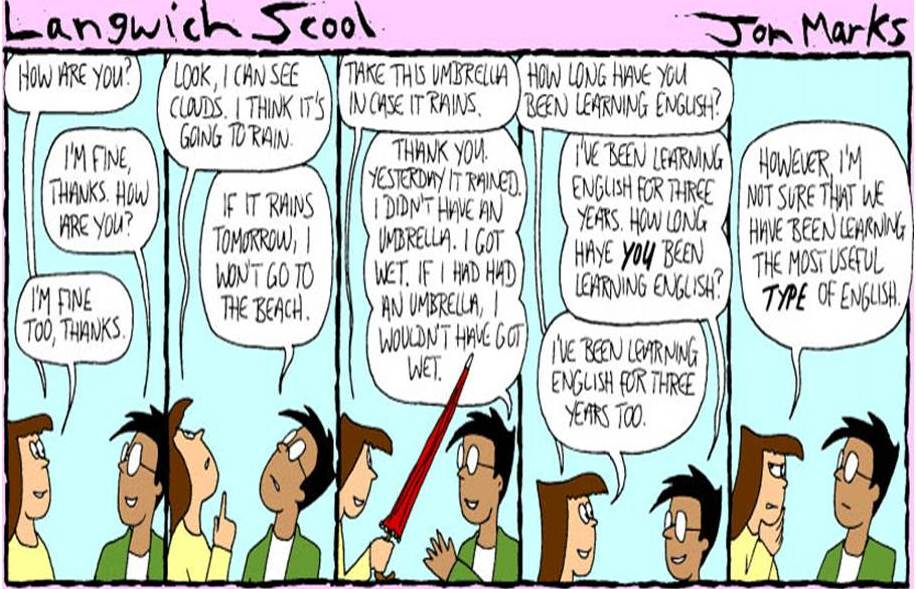 Langwich Scool
Jon Marks
HOW ARE YOU?
I'M FINE,
THANKS. HOW
ARE YOU?
I'M FINE
TOO, THANKS.
LOOK, I CAN SEE
CLOUDS. I THINK IT'S
GOING TO RAIN.
IF IT RAINS
TOMORROW, I
WON'T GO TO
THE BEACH.
TAKE THIS UMBRELLA
IN CASE IT RAINS.
THANK YOU.
YESTERDAY IT RAINED.
I DIDN'T HAVE AN
UMBRELLA. I GOT
WET. IF I HAD HAD
AN UMBRELLA, I
WOULDN'T HAVE GOT
WET.
HOW LONG HAVE YOU
BEEN LEARNING ENGLISH?
I'VE BEEN LEARNING
ENGLISH FOR THREE
YEARS. HOW LONG
HAVE YOU BEEN
LEARNING ENGLISH?
I'VE BEEN LEARNING
ENGLISH FOR THREE
YEARS TOO.
HOWEVER, I'M
NOT SURE THAT WE
HAVE BEEN LEARNING
THE MOST USEFUL
TYPE OF ENGLISH.